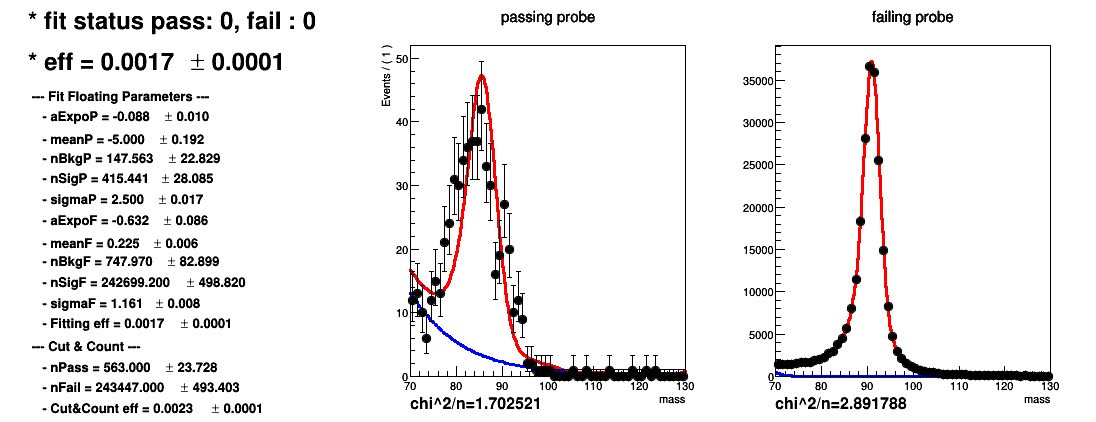 * fit status pass: 0, fail : 0
* eff = 0.0017 ± 0.0001
--- Fit Floating Parameters ---
- aExpoP = -0.088 ± 0.010
- meanP = -5.000 ± 0.192
- nBkgP = 147.563 ± 22.829
- nSigP = 415.441 ± 28.085
- sigmaP = 2.500 ± 0.017
- aExpoF = -0.632 ± 0.086
- meanF = 0.225 ± 0.006
- nBkgF = 747.970 ± 82.899
- nSigF = 242699.200 ± 498.820
- sigmaF = 1.161 ± 0.008
- Fitting eff = 0.0017 ± 0.0001
--- Cut & Count ---
- nPass = 563.000 ± 23.728
- nFail = 243447.000 ± 493.403
- Cut&Count eff = 0.0023 ± 0.0001
passing probe
Events / ( 1 )
50
40
30
20
10
0
70 80 90 100 110 120 130
mass
chi^2/n=1.702521
failing probe
35000
30000
25000
20000
15000
10000
5000
0
70 80 90 100 110 120 130
mass
chi^2/n=2.891788